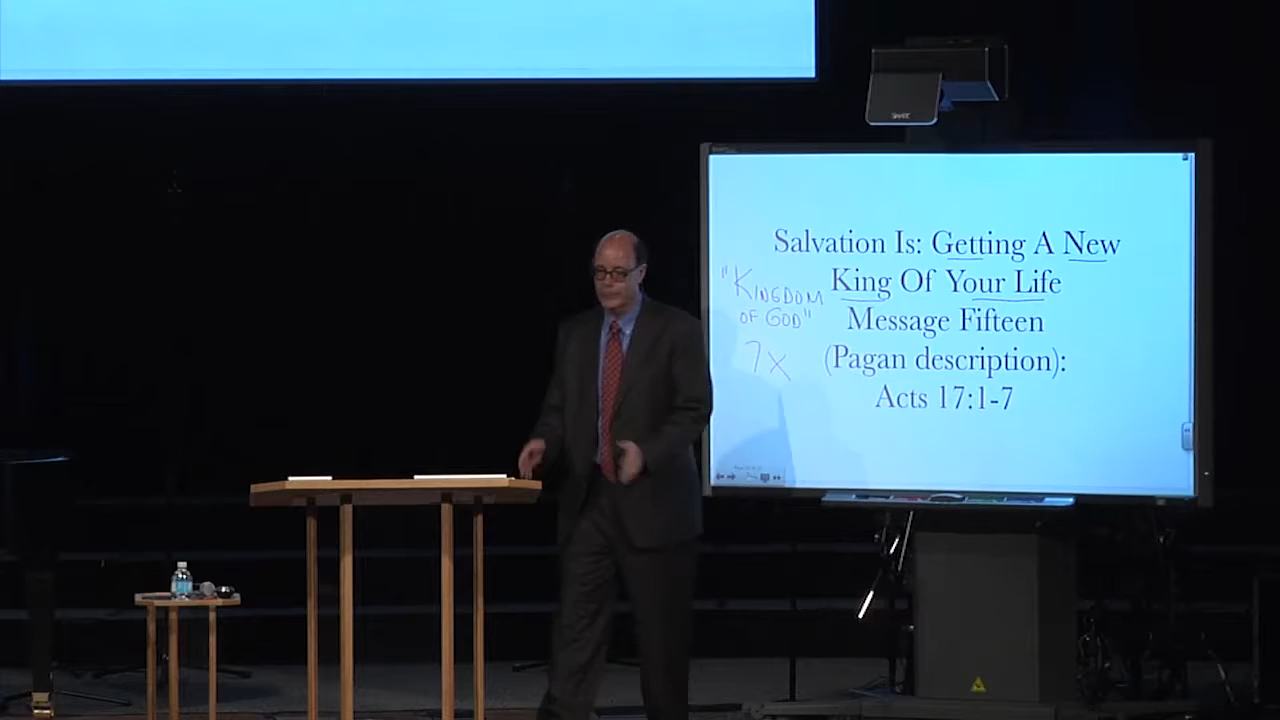 SMART
Salvation Is: Getting A New
King Of Your Life
Message Fifteen
(Pagan description):
Acts 17:1-7
"KINGDOM
OF GOD"
7X